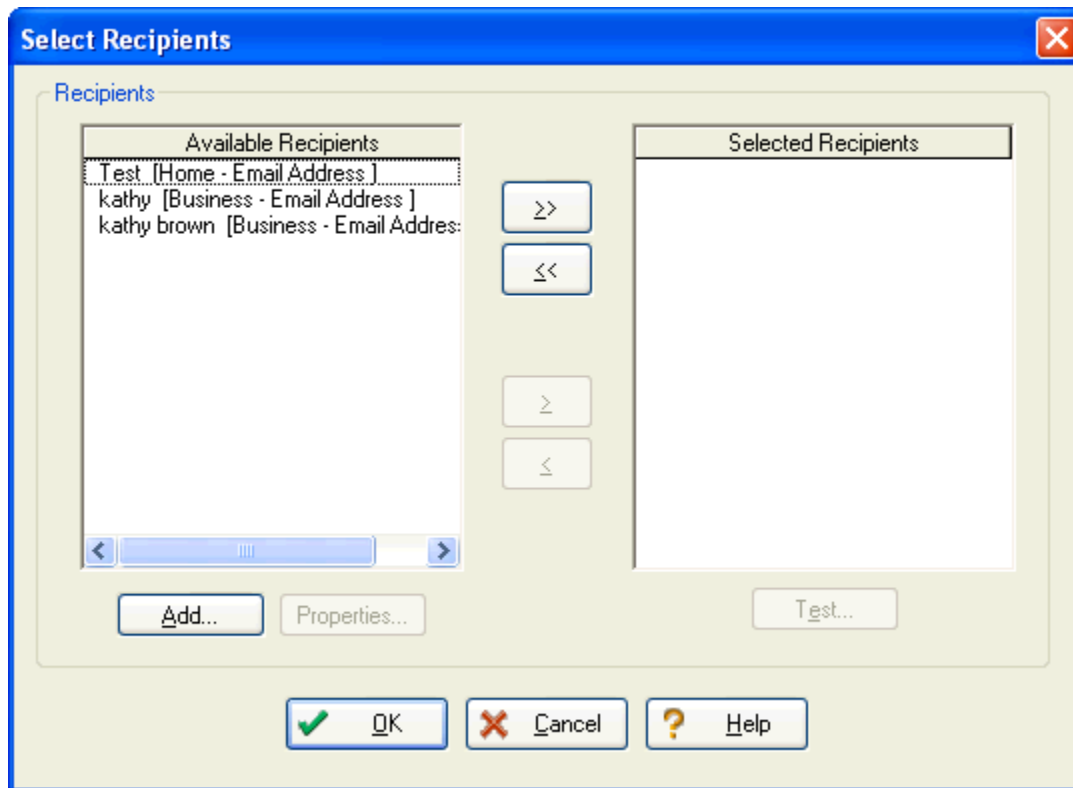 Select Recipients
Recipients
Available Recipients
Test [Home - Email Address ]
kathy [Business - Email Address ]
kathy brown [Business - Email Addres
Selected Recipients
>>
<<
>
<
Add...
Properties...
Test...
OK
Cancel
Help